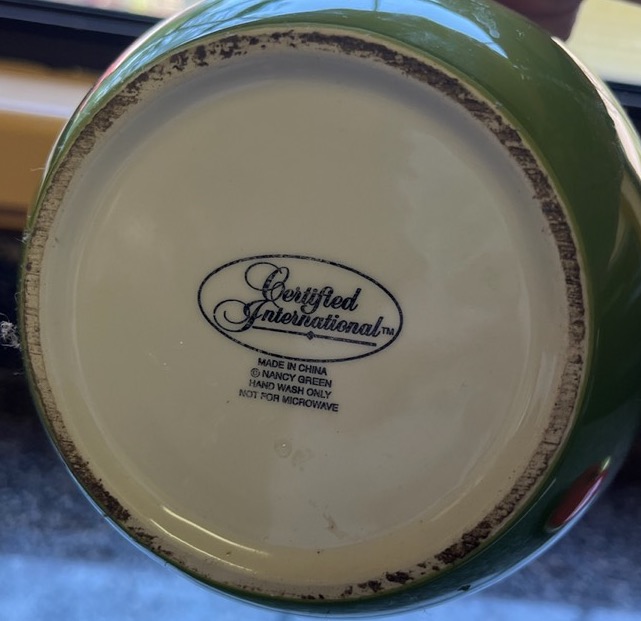 Certified
International™
MADE IN CHINA
© NANCY GREEN
HAND WASH ONLY
NOT FOR MICROWAVE